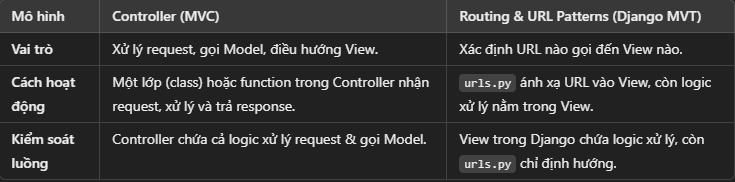 Mô hình Controller (MVC) Routing & URL Patterns (Django MVT)
Vai trò Xử lý request, gọi Model, điều hướng View. Xác định URL nào gọi đến View nào.
Cách hoạt Một lớp (class) hoặc function trong Controller nhận urls.py ánh xạ URL vào View, còn logic
động request, xử lý và trả response. xử lý nằm trong View.
Kiểm soát Controller chứa cả logic xử lý request & gọi Model. View trong Django chứa logic xử lý, còn
luồng urls.py chỉ định hướng.